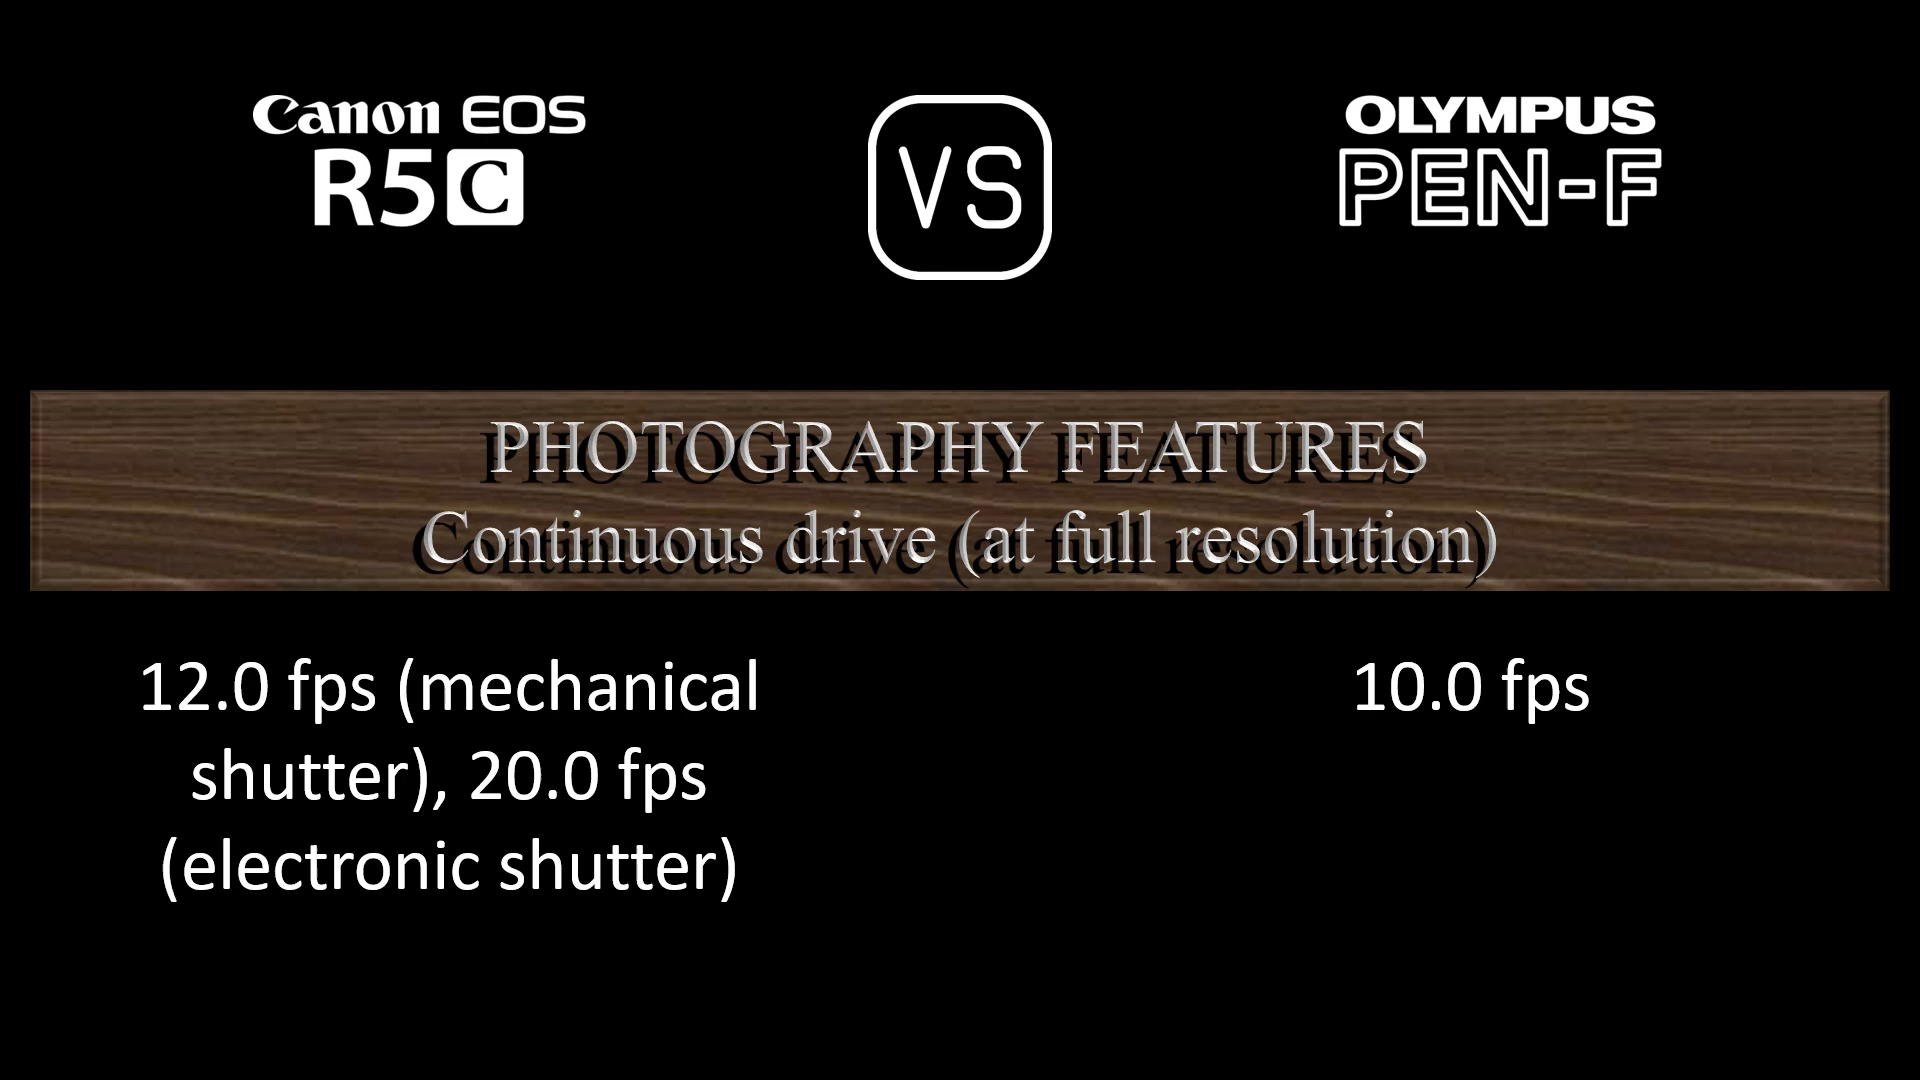 Canon EOS
R5 C
VS
OLYMPUS
PEN-F
PHOTOGRAPHY FEATURES
Continuous drive (at full resolution)
12.0 fps (mechanical
shutter), 20.0 fps
(electronic shutter)
10.0 fps